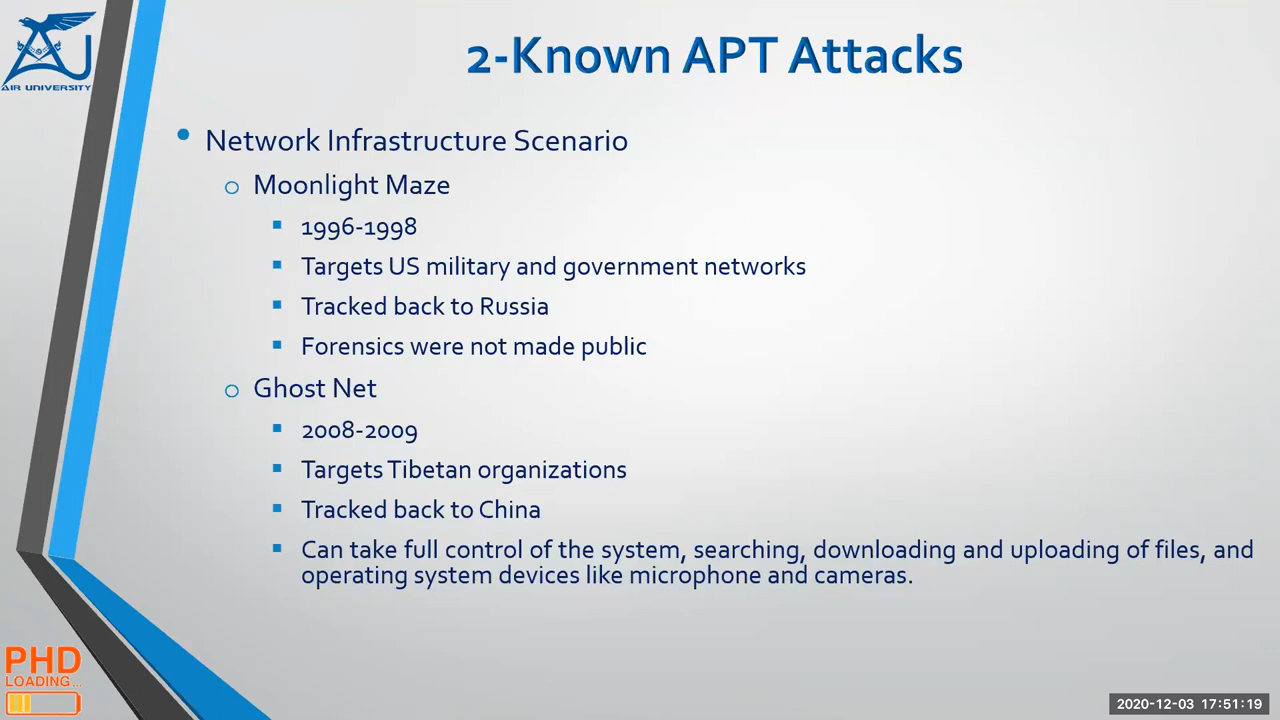 AIR UNIVERSITY
2-Known APT Attacks
Network Infrastructure Scenario
Moonlight Maze
1996-1998
Targets US military and government networks
Tracked back to Russia
Forensics were not made public
Ghost Net
2008-2009
Targets Tibetan organizations
Tracked back to China
Can take full control of the system, searching, downloading and uploading of files, and
operating system devices like microphone and cameras.
PHD
LOADING...
2020-12-03 17:51:19